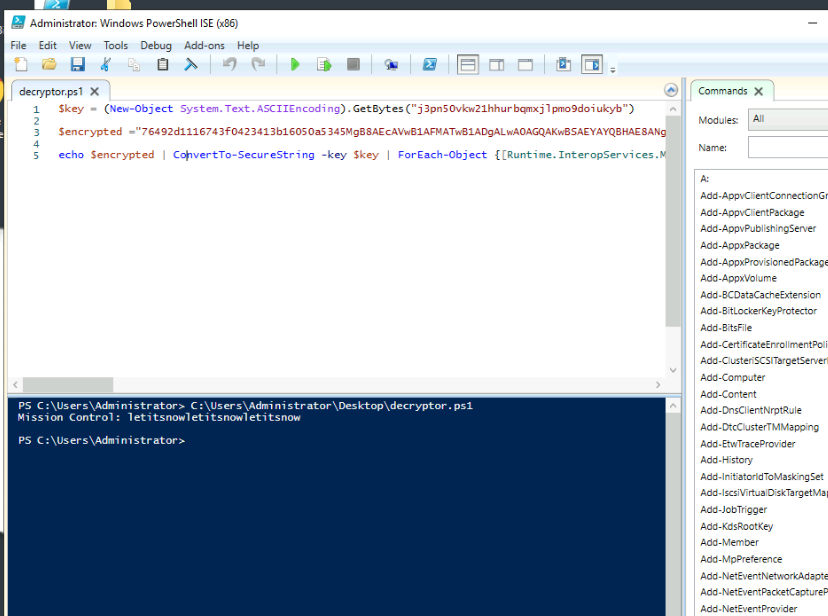 Administrator: Windows PowerShell ISE (x86)
File Edit View Tools Debug Add-ons Help
decryptor.ps1
1 $key = (New-Object System.Text.ASCIIEncoding).GetBytes("j3pn50vkw21hhurbqmxjlpmo9doiukyb")
2
3 $encrypted ="76492d1116743f0423413b16050a5345MgB8AEcAVwB1AFMATwB1ADgALwA0AGQAKwBSAEYAYQBHAE8ANg
4
5 echo $encrypted | ConvertTo-SecureString -key $key | ForEach-Object {[Runtime.InteropServices.M
PS C:\Users\Administrator> C:\Users\Administrator\Desktop\decryptor.ps1
Mission Control: letitsnowletitsnowletitsnow
PS C:\Users\Administrator>
Commands
Modules: All
Name:
A:
Add-AppvClientConnectionGr
Add-AppvClientPackage
Add-AppvPublishingServer
Add-AppxPackage
Add-AppxProvisionedPackage
Add-AppxVolume
Add-BCDataCacheExtension
Add-BitLockerKeyProtector
Add-BitsFile
Add-CertificateEnrollmentPoli
Add-ClusteriSCSITargetServerl
Add-Computer
Add-Content
Add-DnsClientNrptRule
Add-DtcClusterTMMapping
Add-EtwTraceProvider
Add-History
Add-InitiatorIdToMaskingSet
Add-IscsiVirtualDiskTargetMap
Add-JobTrigger
Add-KdsRootKey
Add-Member
Add-MpPreference
Add-NetEventNetworkAdapte
Add-NetEventPacketCaptureP
Add-NetEventProvider